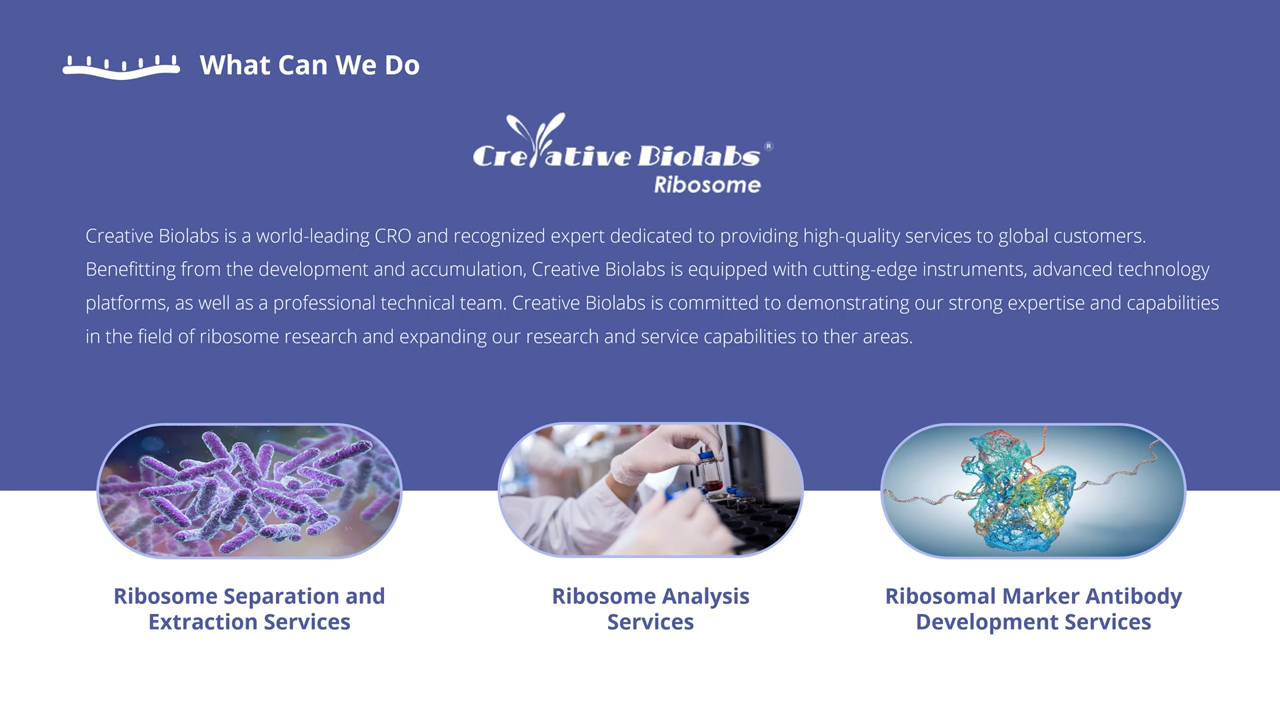 What Can We Do
Creative Biolabs®
Ribosome
Creative Biolabs is a world-leading CRO and recognized expert dedicated to providing high-quality services to global customers.
Benefitting from the development and accumulation, Creative Biolabs is equipped with cutting-edge instruments, advanced technology
platforms, as well as a professional technical team. Creative Biolabs is committed to demonstrating our strong expertise and capabilities
in the field of ribosome research and expanding our research and service capabilities to ther areas.
Ribosome Separation and
Extraction Services
Ribosome Analysis
Services
Ribosomal Marker Antibody
Development Services